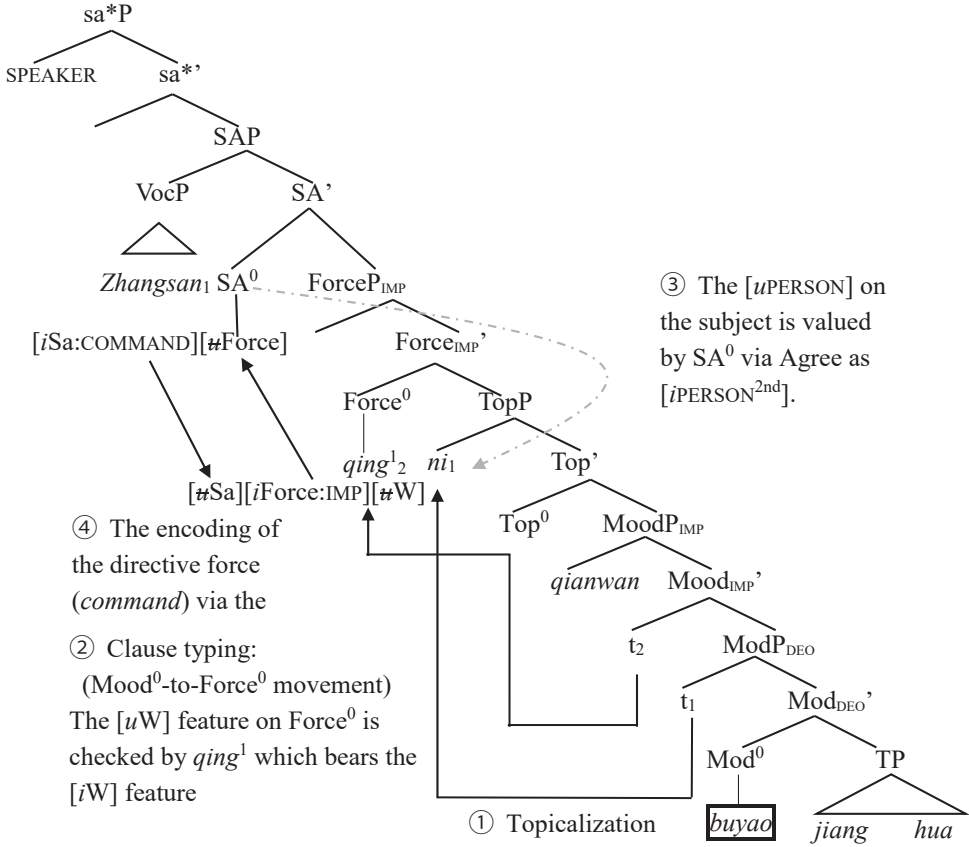 sa*P
SPEAKER sa*’
SAP
VocP SA’
Zhangsan₁ SA⁰ ForceP_IMP
[iSa:COMMAND][uForce] Force_IMP’
③ The [uPERSON] on
the subject is valued
by SA⁰ via Agree as
[iPERSON²ⁿᵈ].
Force⁰ TopP
qing¹₂ ni₁ Top’
[uSa][iForce:IMP][uW]
Top⁰ MoodP_IMP
④ The encoding of
the directive force
(command) via the
qianwan Mood_IMP’
t₂ ModP_DEO
② Clause typing:
(Mood⁰-to-Force⁰ movement)
The [uW] feature on Force⁰ is
checked by qing¹ which bears the
[iW] feature
t₁ Mod_DEO’
Mod⁰ TP
① Topicalization
buyao jiang hua